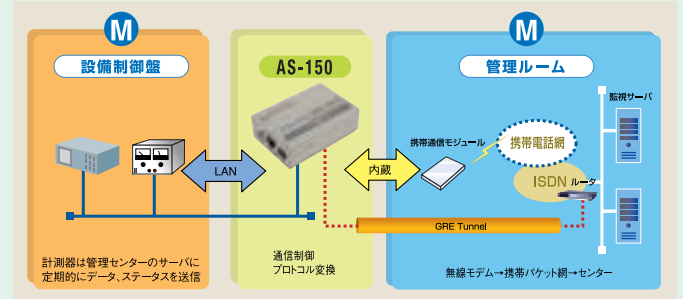 M
設備制御盤
LAN
計測器は管理センターのサーバに
定期的にデータ、ステータスを送信
AS-150
通信制御
プロトコル変換
内蔵
M
管理ルーム
監視サーバ
携帯通信モジュール
携帯電話網
ISDN ルータ
GRE Tunnel
無線モデム→携帯パケット網→センター